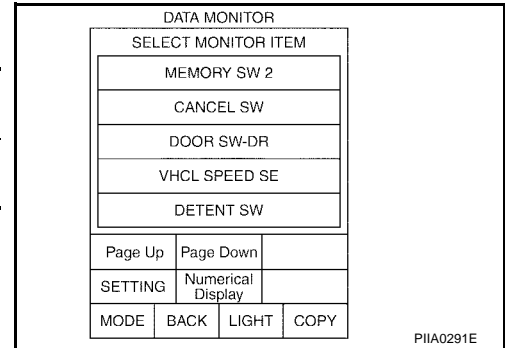 DATA MONITOR
SELECT MONITOR ITEM
MEMORY SW 2
CANCEL SW
DOOR SW-DR
VHCL SPEED SE
DETENT SW
Page Up Page Down
SETTING Numerical Display
MODE BACK LIGHT COPY
PIIA0291E